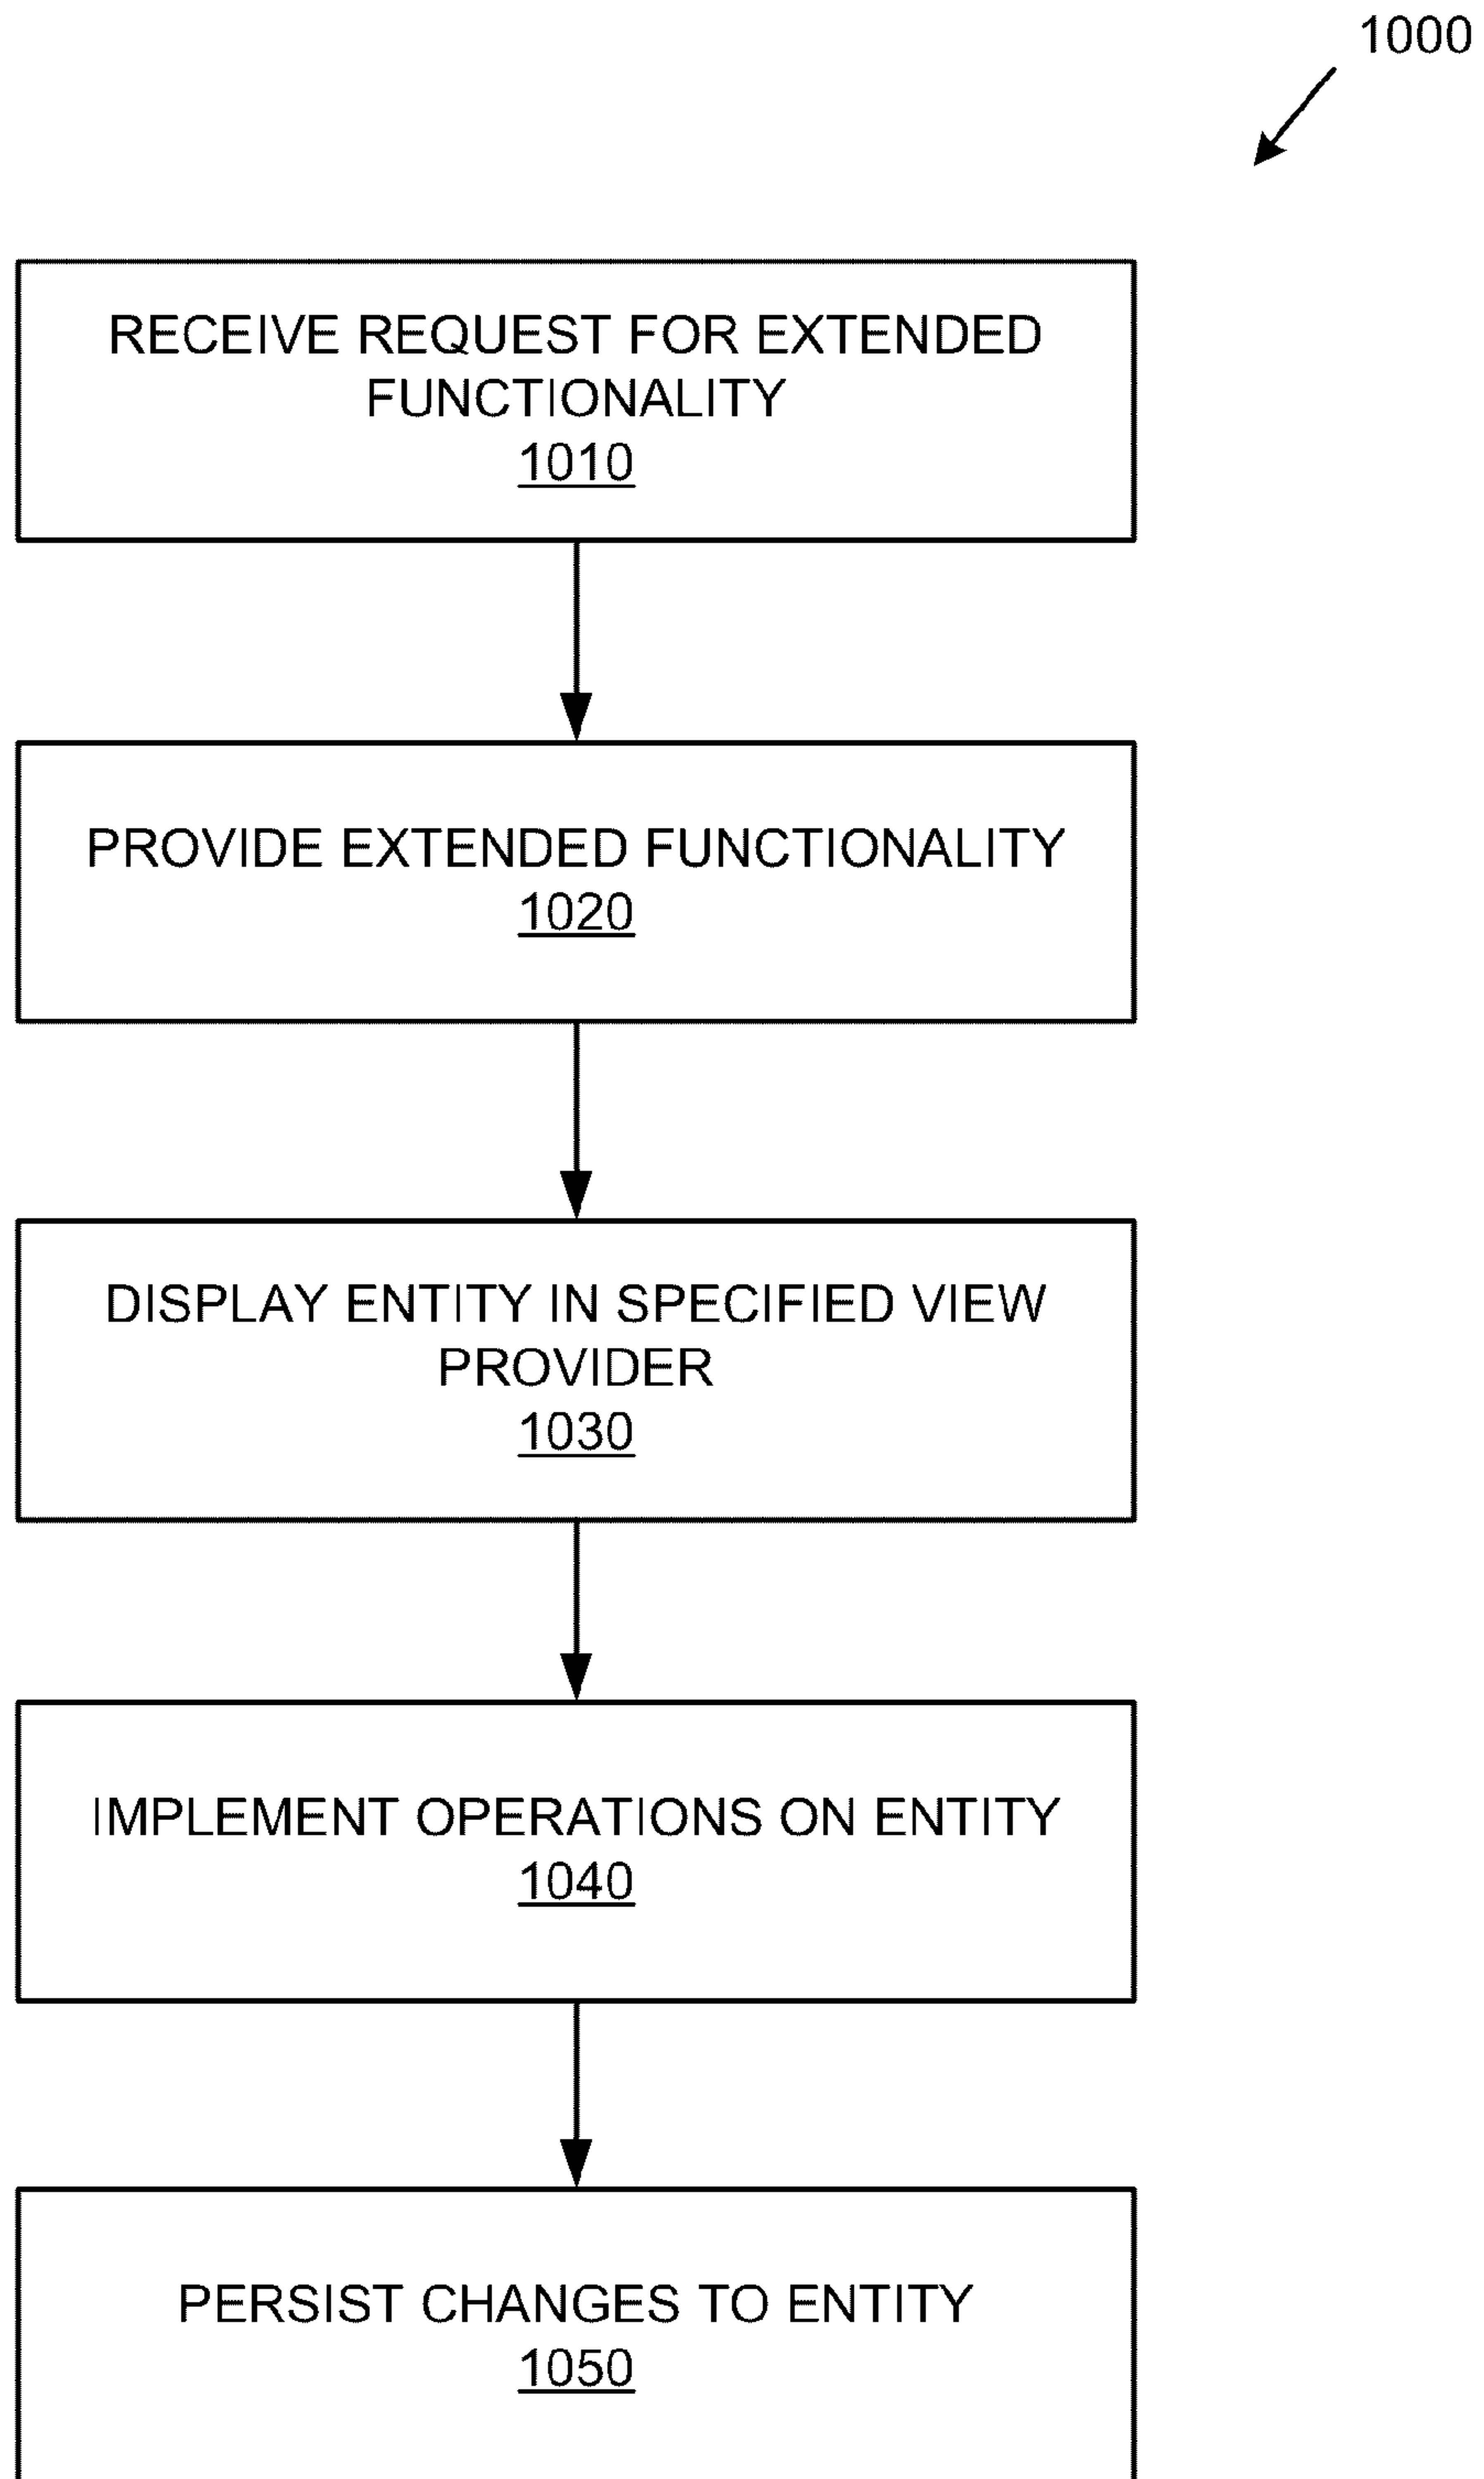 1000
RECEIVE REQUEST FOR EXTENDED
FUNCTIONALITY
1010
PROVIDE EXTENDED FUNCTIONALITY
1020
DISPLAY ENTITY IN SPECIFIED VIEW
PROVIDER
1030
IMPLEMENT OPERATIONS ON ENTITY
1040
PERSIST CHANGES TO ENTITY
1050